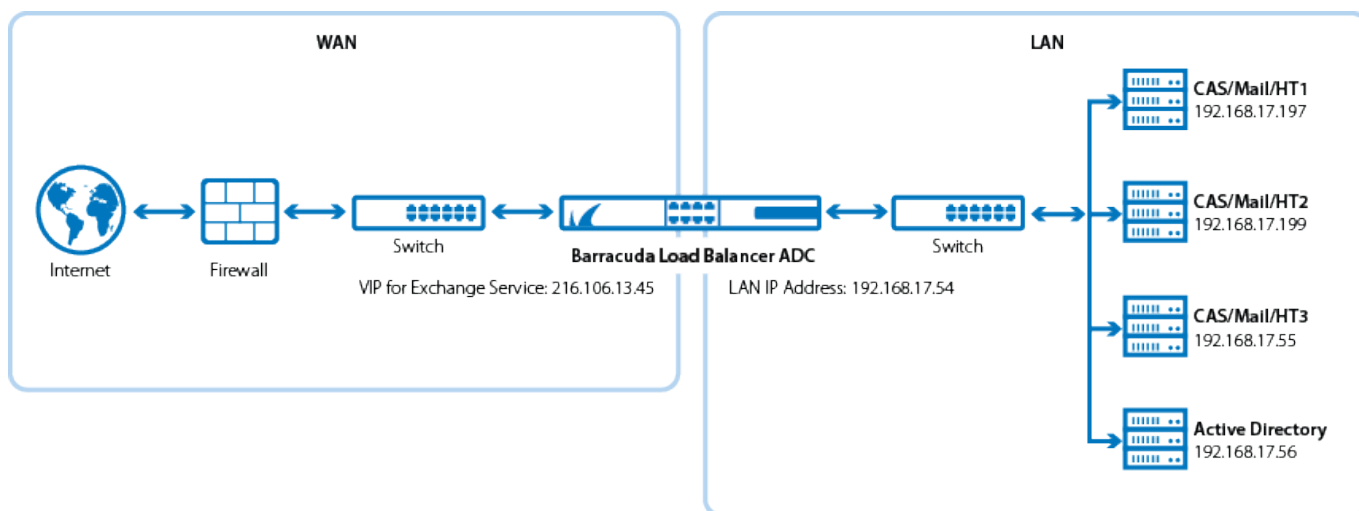 WAN
LAN
CAS/Mail/HT1
192.168.17.197
CAS/Mail/HT2
192.168.17.199
Internet
Firewall
Switch
Barracuda Load Balancer ADC
Switch
VIP for Exchange Service: 216.106.13.45
LAN IP Address: 192.168.17.54
CAS/Mail/HT3
192.168.17.55
Active Directory
192.168.17.56